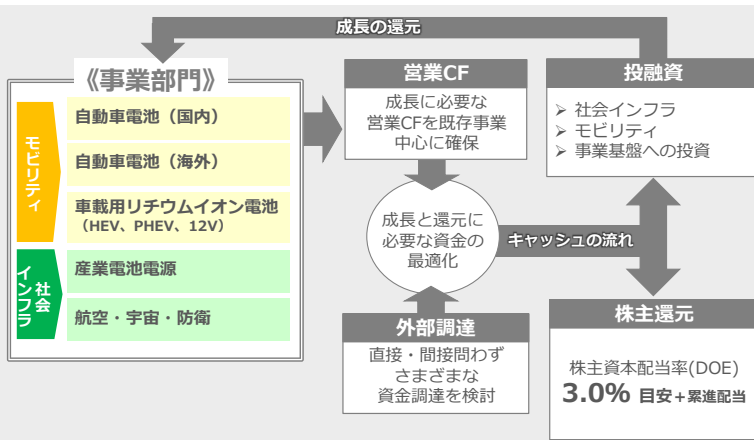 成長の還元
《事業部門》
モビリティ
自動車電池（国内）
自動車電池（海外）
車載用リチウムイオン電池
（HEV、PHEV、12V）
社会
インフラ
産業電池電源
航空・宇宙・防衛
営業CF
成長に必要な
営業CFを既存事業
中心に確保
成長と還元に
必要な資金の
最適化
外部調達
直接・間接問わず
さまざまな
資金調達を検討
キャッシュの流れ
投融資
➢ 社会インフラ
➢ モビリティ
➢ 事業基盤への投資
株主還元
株主資本配当率(DOE)
3.0% 目安＋累進配当